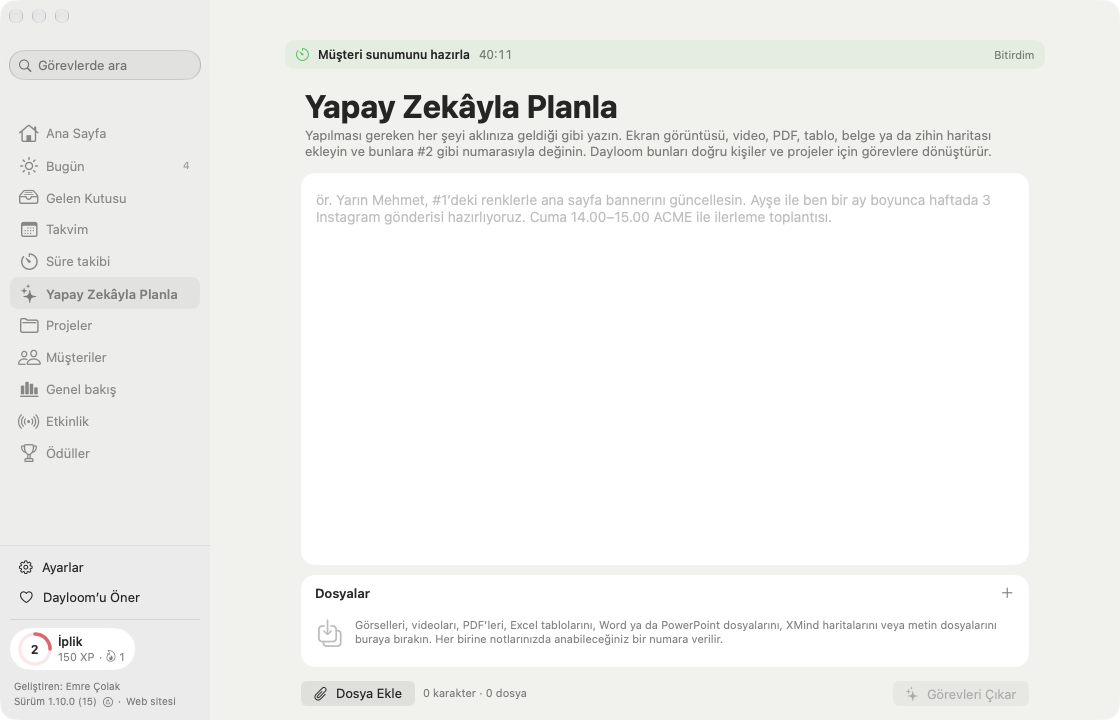 Görevlerde ara
Ana Sayfa
Bugün 4
Gelen Kutusu
Takvim
Süre takibi
Yapay Zekâyla Planla
Projeler
Müşteriler
Genel bakış
Etkinlik
Ödüller
Ayarlar
Dayloom’u Öner
2
İplik
150 XP · 1
Geliştiren: Emre Çolak
Sürüm 1.10.0 (15) · Web sitesi
Müşteri sunumunu hazırla 40:11 Bitirdim
Yapay Zekâyla Planla
Yapılması gereken her şeyi aklınıza geldiği gibi yazın. Ekran görüntüsü, video, PDF, tablo, belge ya da zihin haritası
ekleyin ve bunlara #2 gibi numarasıyla değinin. Dayloom bunları doğru kişiler ve projeler için görevlere dönüştürür.
ör. Yarın Mehmet, #1’deki renklerle ana sayfa bannerını güncellesin. Ayşe ile ben bir ay boyunca haftada 3
Instagram gönderisi hazırlıyoruz. Cuma 14.00–15.00 ACME ile ilerleme toplantısı.
Dosyalar
Görselleri, videoları, PDF'leri, Excel tablolarını, Word ya da PowerPoint dosyalarını, XMind haritalarını veya metin dosyalarını
buraya bırakın. Her birine notlarınızda anabileceğiniz bir numara verilir.
Dosya Ekle 0 karakter · 0 dosya Görevleri Çıkar